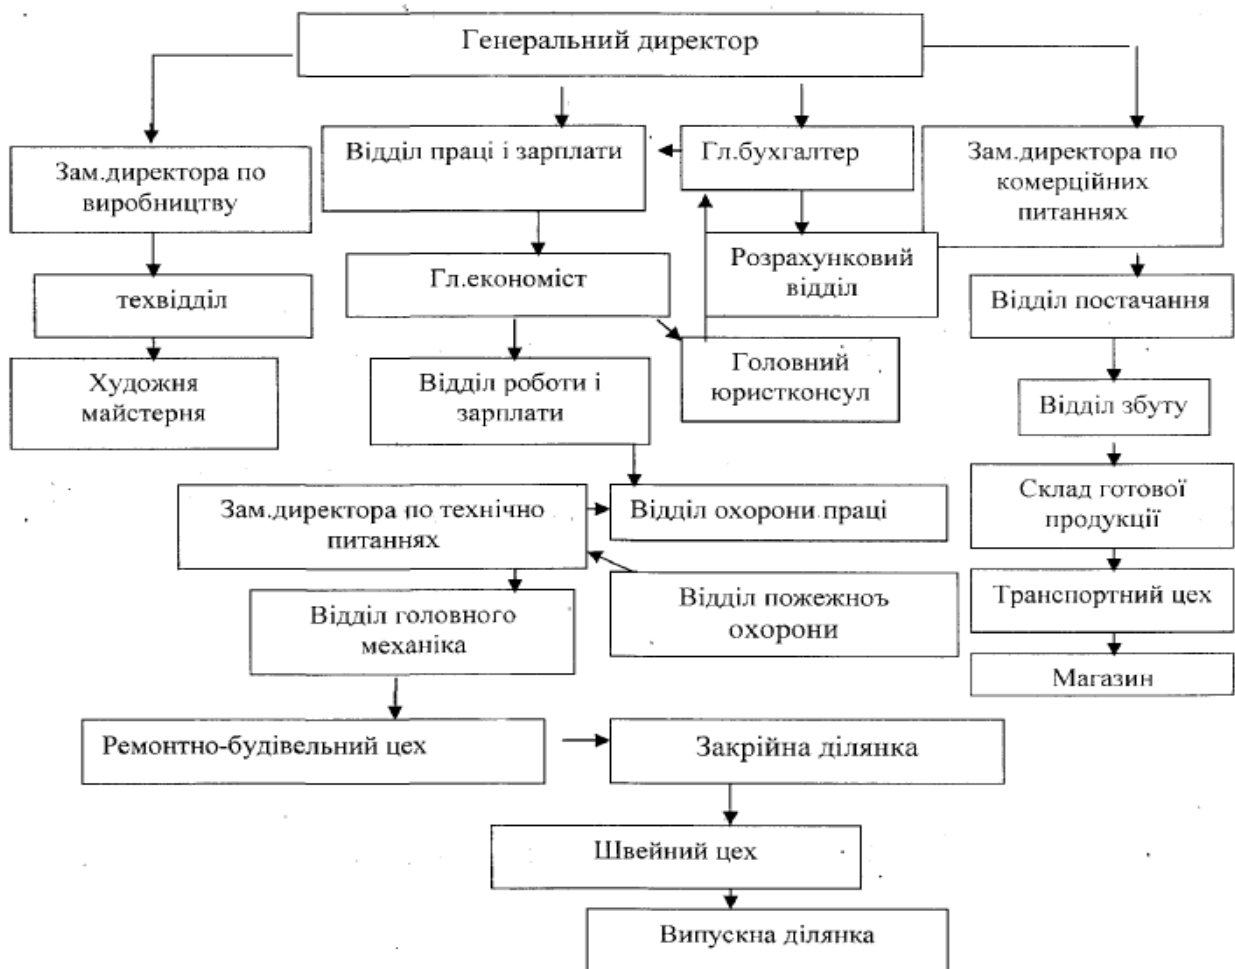 Генеральний директор
Зам.директора по
виробництву
Відділ праці і зарплати
Гл.бухгалтер
Зам.директора по
комерційних
питаннях
техвідділ
Гл.економіст
Розрахунковий
відділ
Відділ постачання
Художня
майстерня
Відділ роботи і
зарплати
Головний
юристконсул
Відділ збуту
Зам.директора по технічно
питаннях
Відділ охорони праці
Склад готової
продукції
Відділ головного
механіка
Відділ пожежноъ
охорони
Транспортний цех
Магазин
Ремонтно-будівельний цех
Закрійна ділянка
Швейний цех
Випускна ділянка